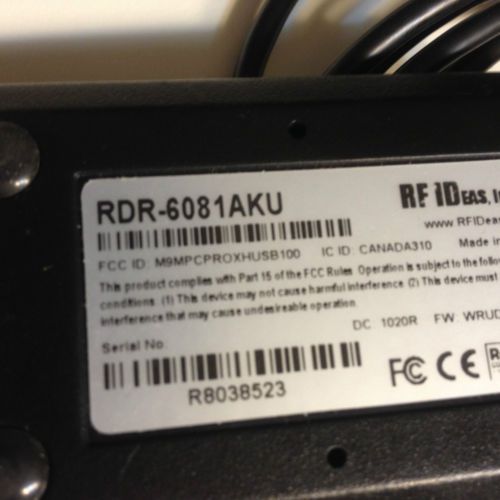 RDR-6081AKU
RF IDEAS,
www.RFIDeas
FCC ID: M9MPCPROXHUSB100 IC ID: CANADA310 Made in
This product complies with Part 15 of the FCC Rules. Operation is subject to the
conditions. (1) This device may not cause harmful interference. (2) This device must
interference that may cause undesireable operation.
DC: 1020R FW: WRUD
Serial No.
R8038523
FC CE